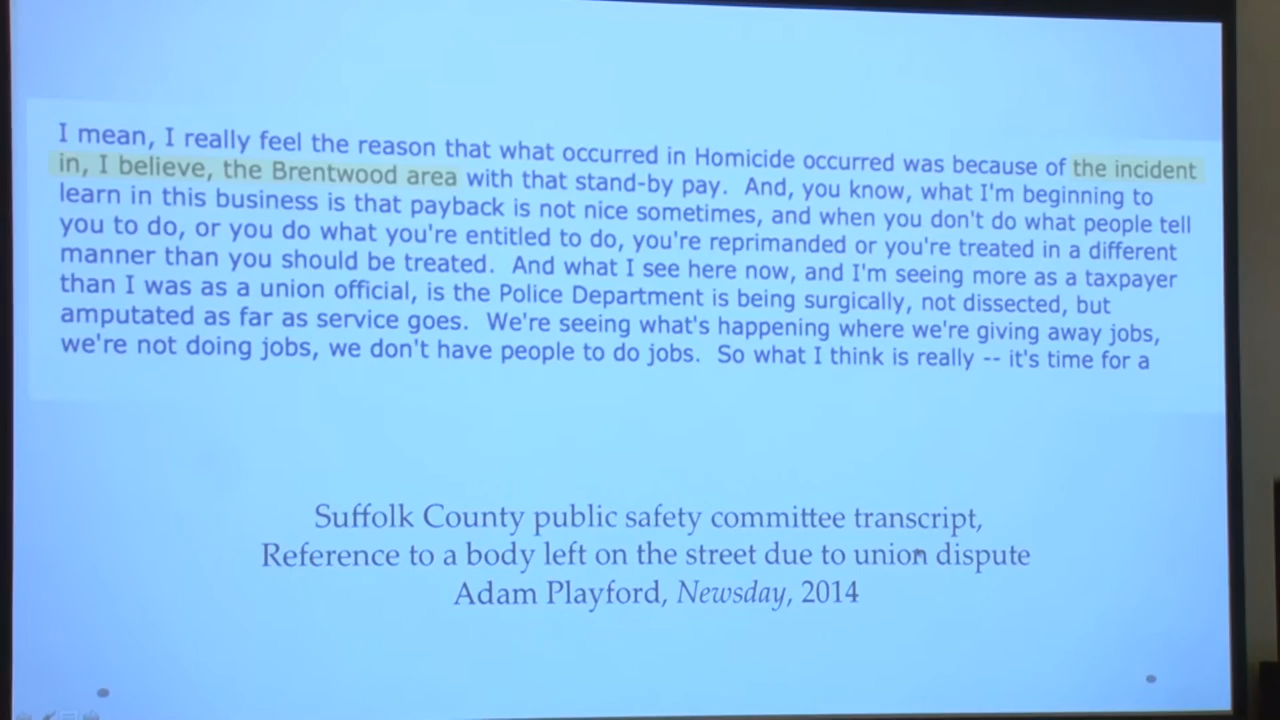 I mean, I really feel the reason that what occurred in Homicide occurred was because of the incident
in, I believe, the Brentwood area with that stand-by pay.  And, you know, what I'm beginning to
learn in this business is that payback is not nice sometimes, and when you don't do what people tell
you to do, or you do what you're entitled to do, you're reprimanded or you're treated in a different
manner than you should be treated.  And what I see here now, and I'm seeing more as a taxpayer
than I was as a union official, is the Police Department is being surgically, not dissected, but
amputated as far as service goes.  We're seeing what's happening where we're giving away jobs,
we're not doing jobs, we don't have people to do jobs.  So what I think is really -- it's time for a
Suffolk County public safety committee transcript,
Reference to a body left on the street due to union dispute
Adam Playford, Newsday, 2014